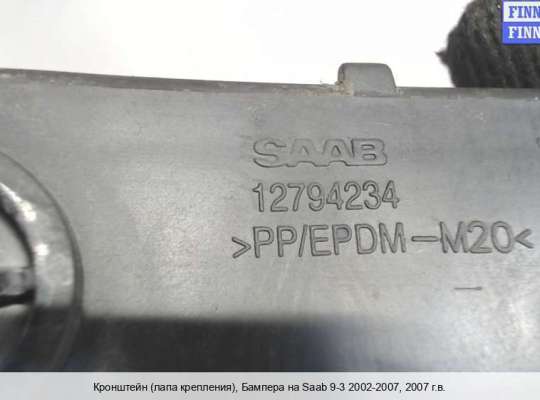 FINN
FINN
SAAB
12794234
>PP/EPDM-M20<
Кронштейн (лапа крепления), Бампера на Saab 9-3 2002-2007, 2007 г.в.